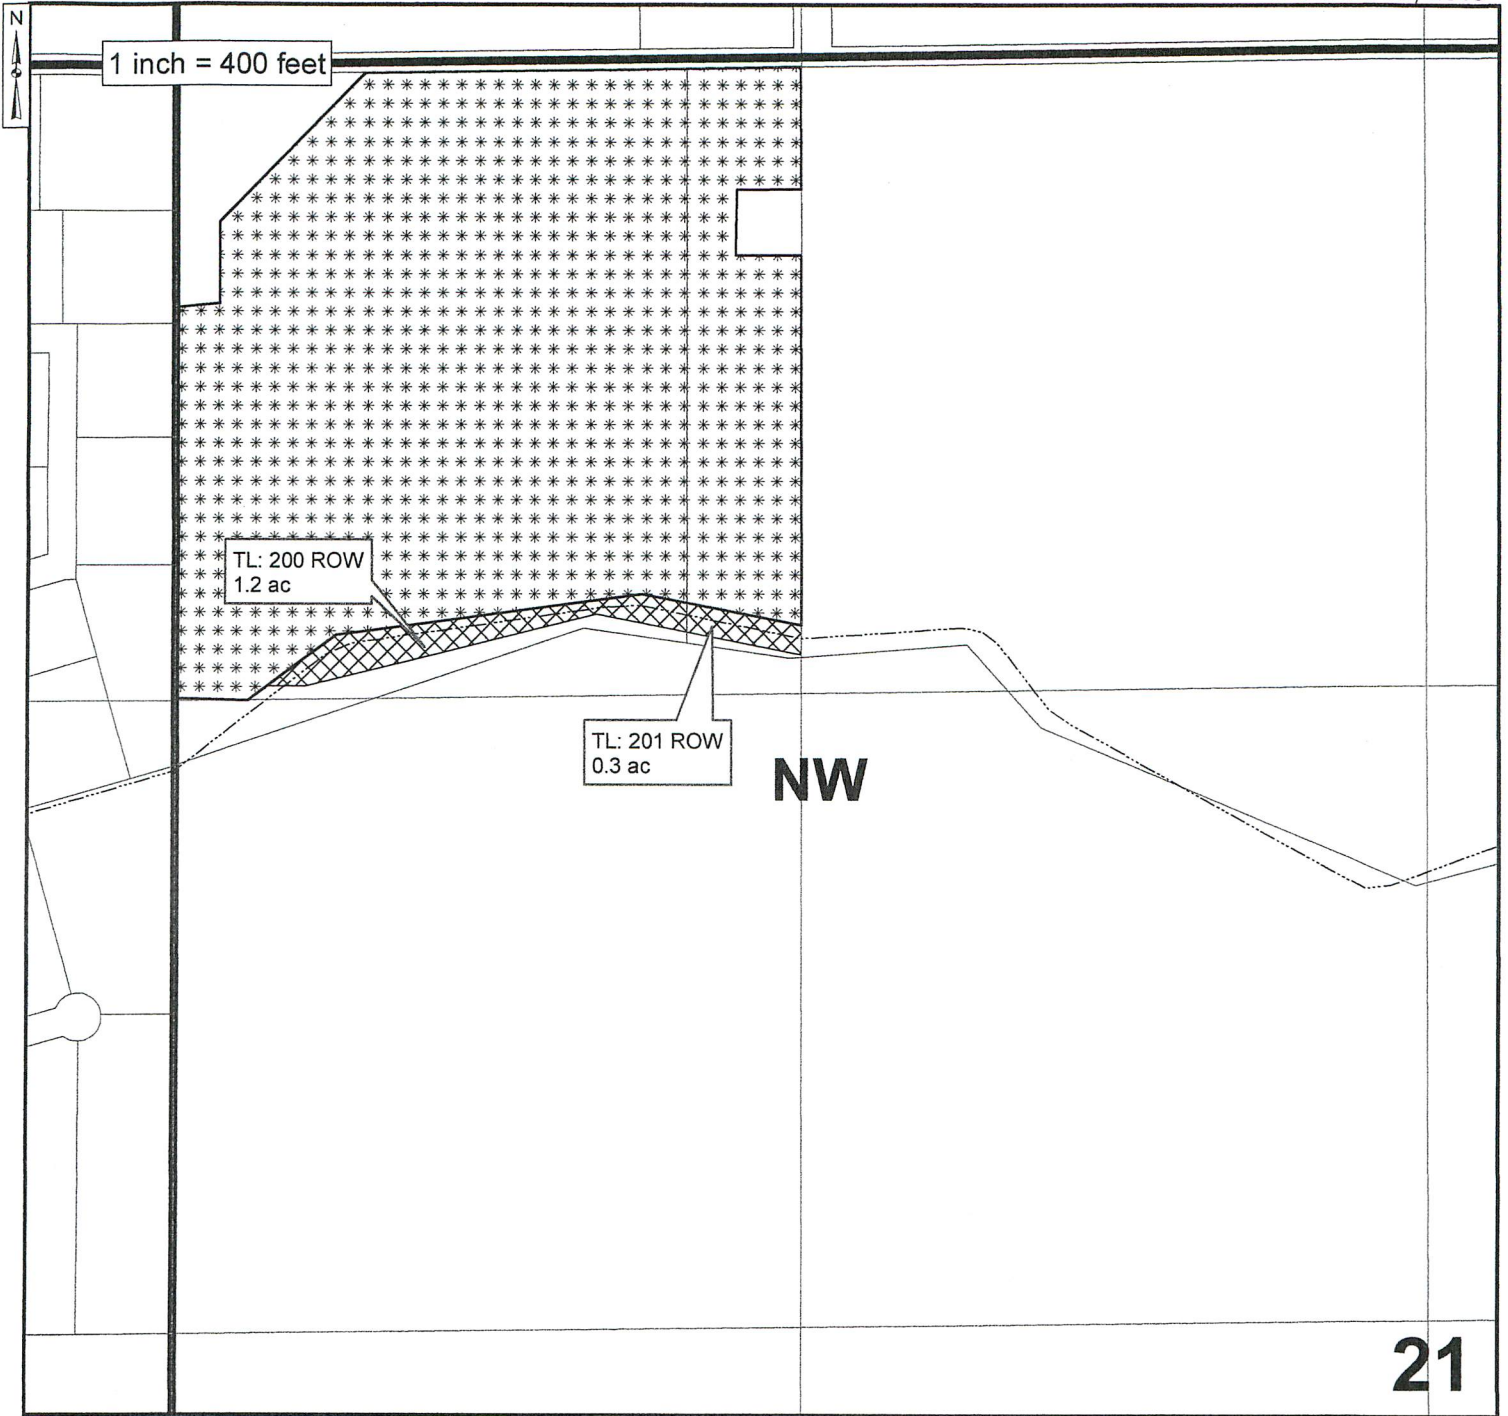 N
1 inch = 400 feet
TL: 200 ROW
1.2 ac
TL: 201 ROW
0.3 ac
NW
21